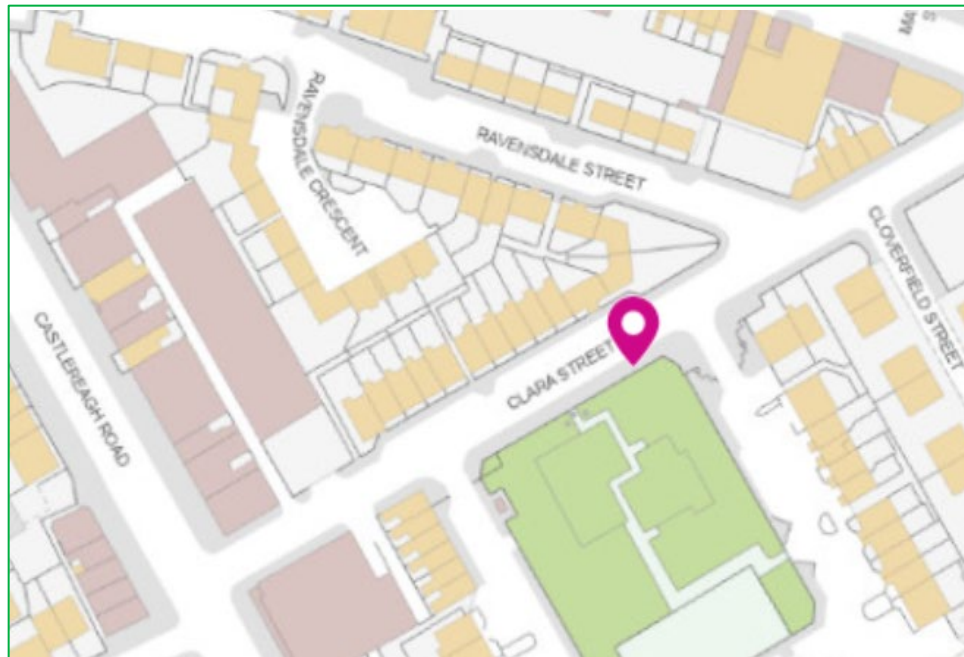 RAVENSDALE CRESCENT
RAVENSDALE STREET
CLOVERFIELD STREET
CASTLEREAGH ROAD
CLARA STREET